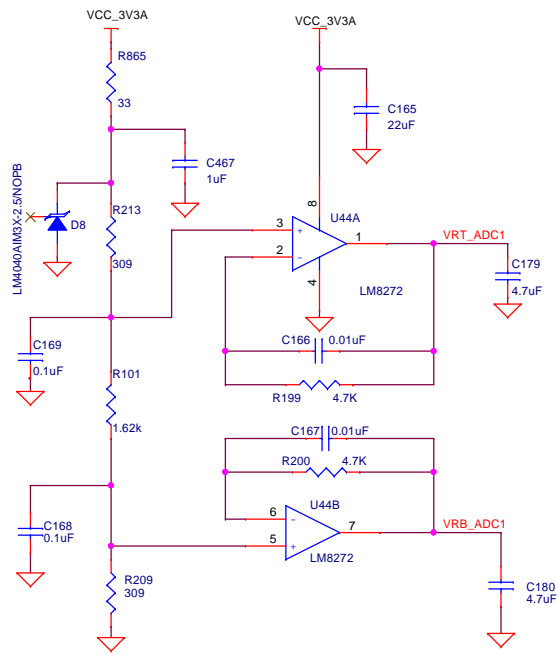 VCC_3V3A
VCC_3V3A
R865
33
C165
22uF
C467
1uF
LM4040AIM3X-2.5/NOPB
D8
R213
309
8
U44A
3
+
2
-
1
VRT_ADC1
4
LM8272
C179
4.7uF
C169
0.1uF
C166
0.01uF
R101
1.62k
R199
4.7K
C167
0.01uF
R200
4.7K
U44B
6
-
7
VRB_ADC1
5
+
LM8272
C168
0.1uF
R209
309
C180
4.7uF